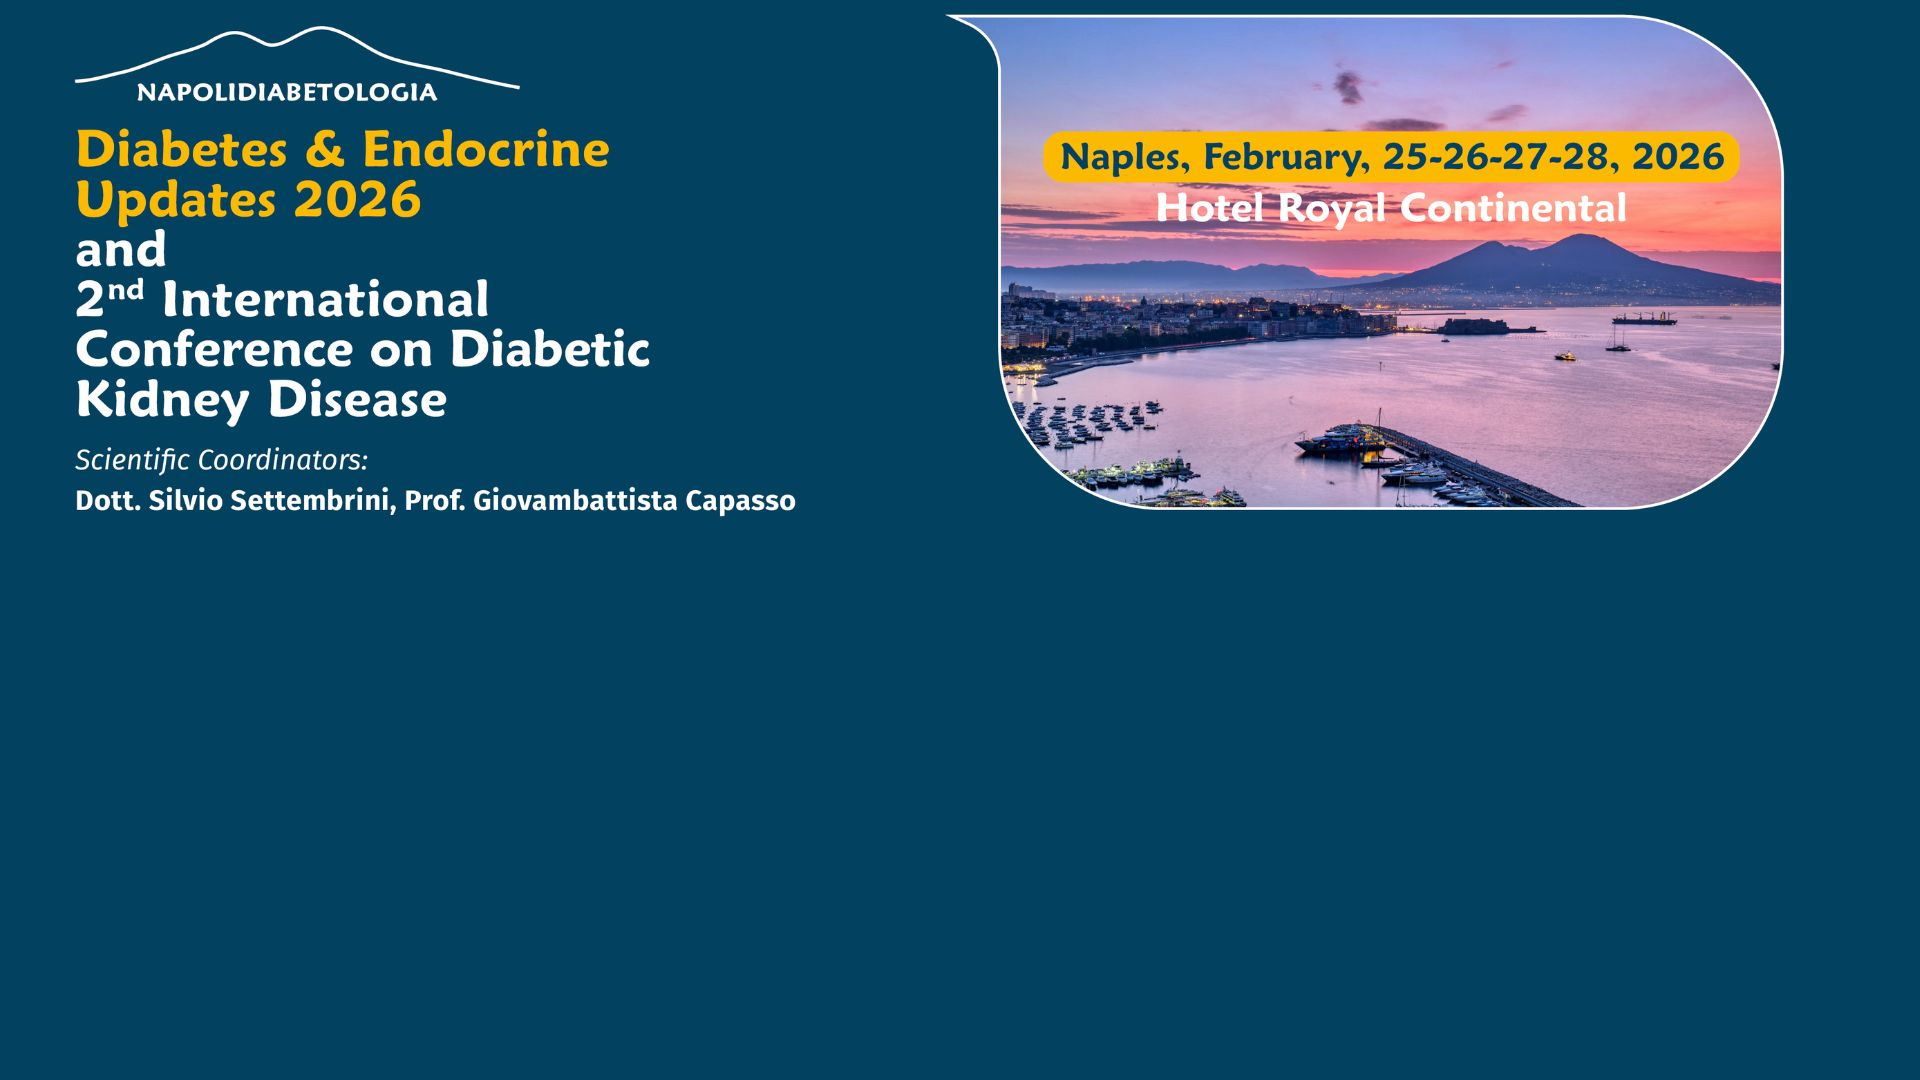 NAPOLIDIABETOLOGIA
Diabetes & Endocrine
Updates 2026
and
2nd International
Conference on Diabetic
Kidney Disease
Scientific Coordinators:
Dott. Silvio Settembrini, Prof. Giovambattista Capasso
Naples, February, 25-26-27-28, 2026
Hotel Royal Continental